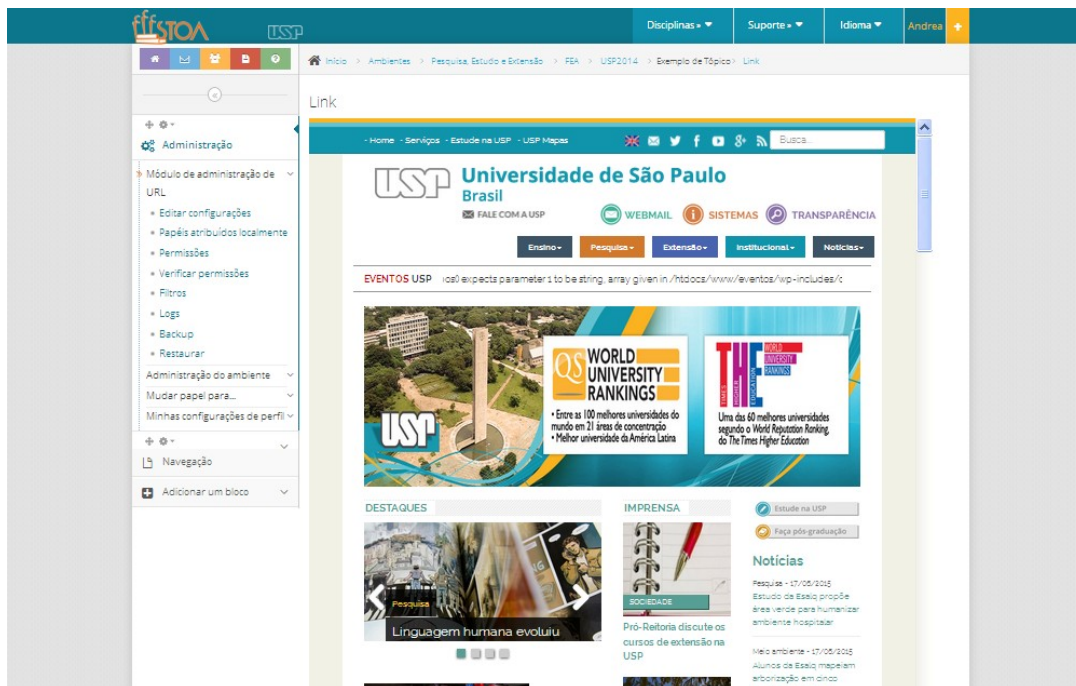 STOA
USP
Disciplinas »
Suporte »
Idioma
Andrea
+
Início > Ambientes > Pesquisa, Estudo e Extensão > FEA > USP2014 > Exemplo de Tópico > Link
Link
Administração
Módulo de administração de
URL
Editar configurações
Papéis atribuídos localmente
Permissões
Verificar permissões
Filtros
Logs
Backup
Restaurar
Administração do ambiente
Mudar papel para...
Minhas configurações de perfil
Navegação
Adicionar um bloco
- Home - Serviços - Estude na USP - USP Mapas
Busca...
USP
Universidade de São Paulo
Brasil
FALE COM A USP
WEBMAIL
SISTEMAS
TRANSPARÊNCIA
Ensino
Pesquisa
Extensão
Institucional
Notícias
EVENTOS USP
ios() expects parameter 1 to be string, array given in /htdocs/www/eventos/wp-includes/c
USP
QS WORLD
UNIVERSITY
RANKINGS
• Entre as 100 melhores universidades do
mundo em 21 áreas de concentração
• Melhor universidade da América Latina
TIMES HIGHER EDUCATION
THE
WORLD
UNIVERSITY
RANKINGS
Uma das 60 melhores universidades
segundo o World Reputation Ranking,
do The Times Higher Education
DESTAQUES
Pesquisa
Linguagem humana evoluiu
IMPRENSA
SOCIEDADE
Pró-Reitoria discute os
cursos de extensão na
USP
Estude na USP
Faça pós-graduação
Notícias
Pesquisa - 17/06/2015
Estudo da Esalq propõe
área verde para humanizar
ambiente hospitalar
Meio ambiente - 17/06/2015
Alunos da Esalq mapeiam
arborização em cinco